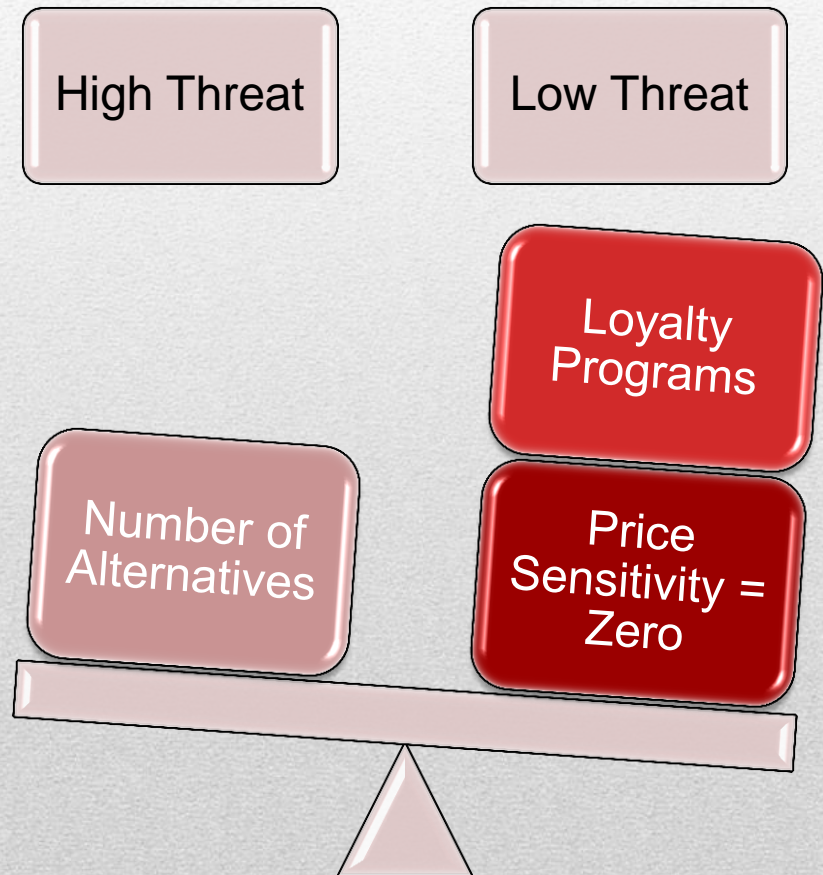 High Threat
Low Threat
Loyalty
Programs
Number of
Alternatives
Price
Sensitivity =
Zero